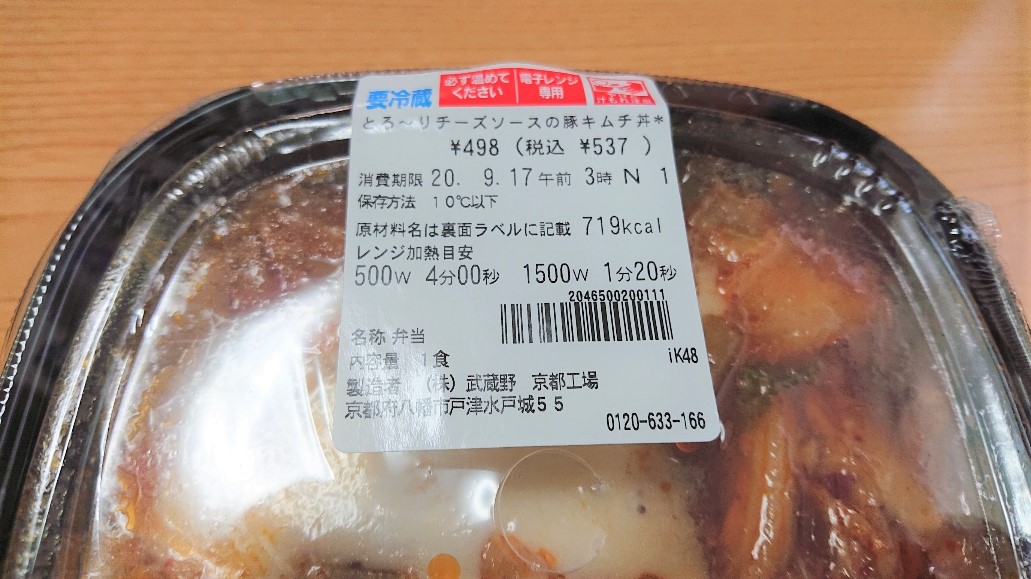 要冷蔵
必ず温めて
ください
電子レンジ
専用
とろ〜りチーズソースの豚キムチ丼*
¥498 (税込 ¥537 )
消費期限 20. 9.17午前 3時 N 1
保存方法 10℃以下
原材料名は裏面ラベルに記載 719kcal
レンジ加熱目安
500W 4分00秒 1500W 1分20秒
2046500200111
名称 弁当
内容量 1食
iK48
製造者 (株) 武蔵野 京都工場
京都府八幡市戸津水戸城55
0120-633-166